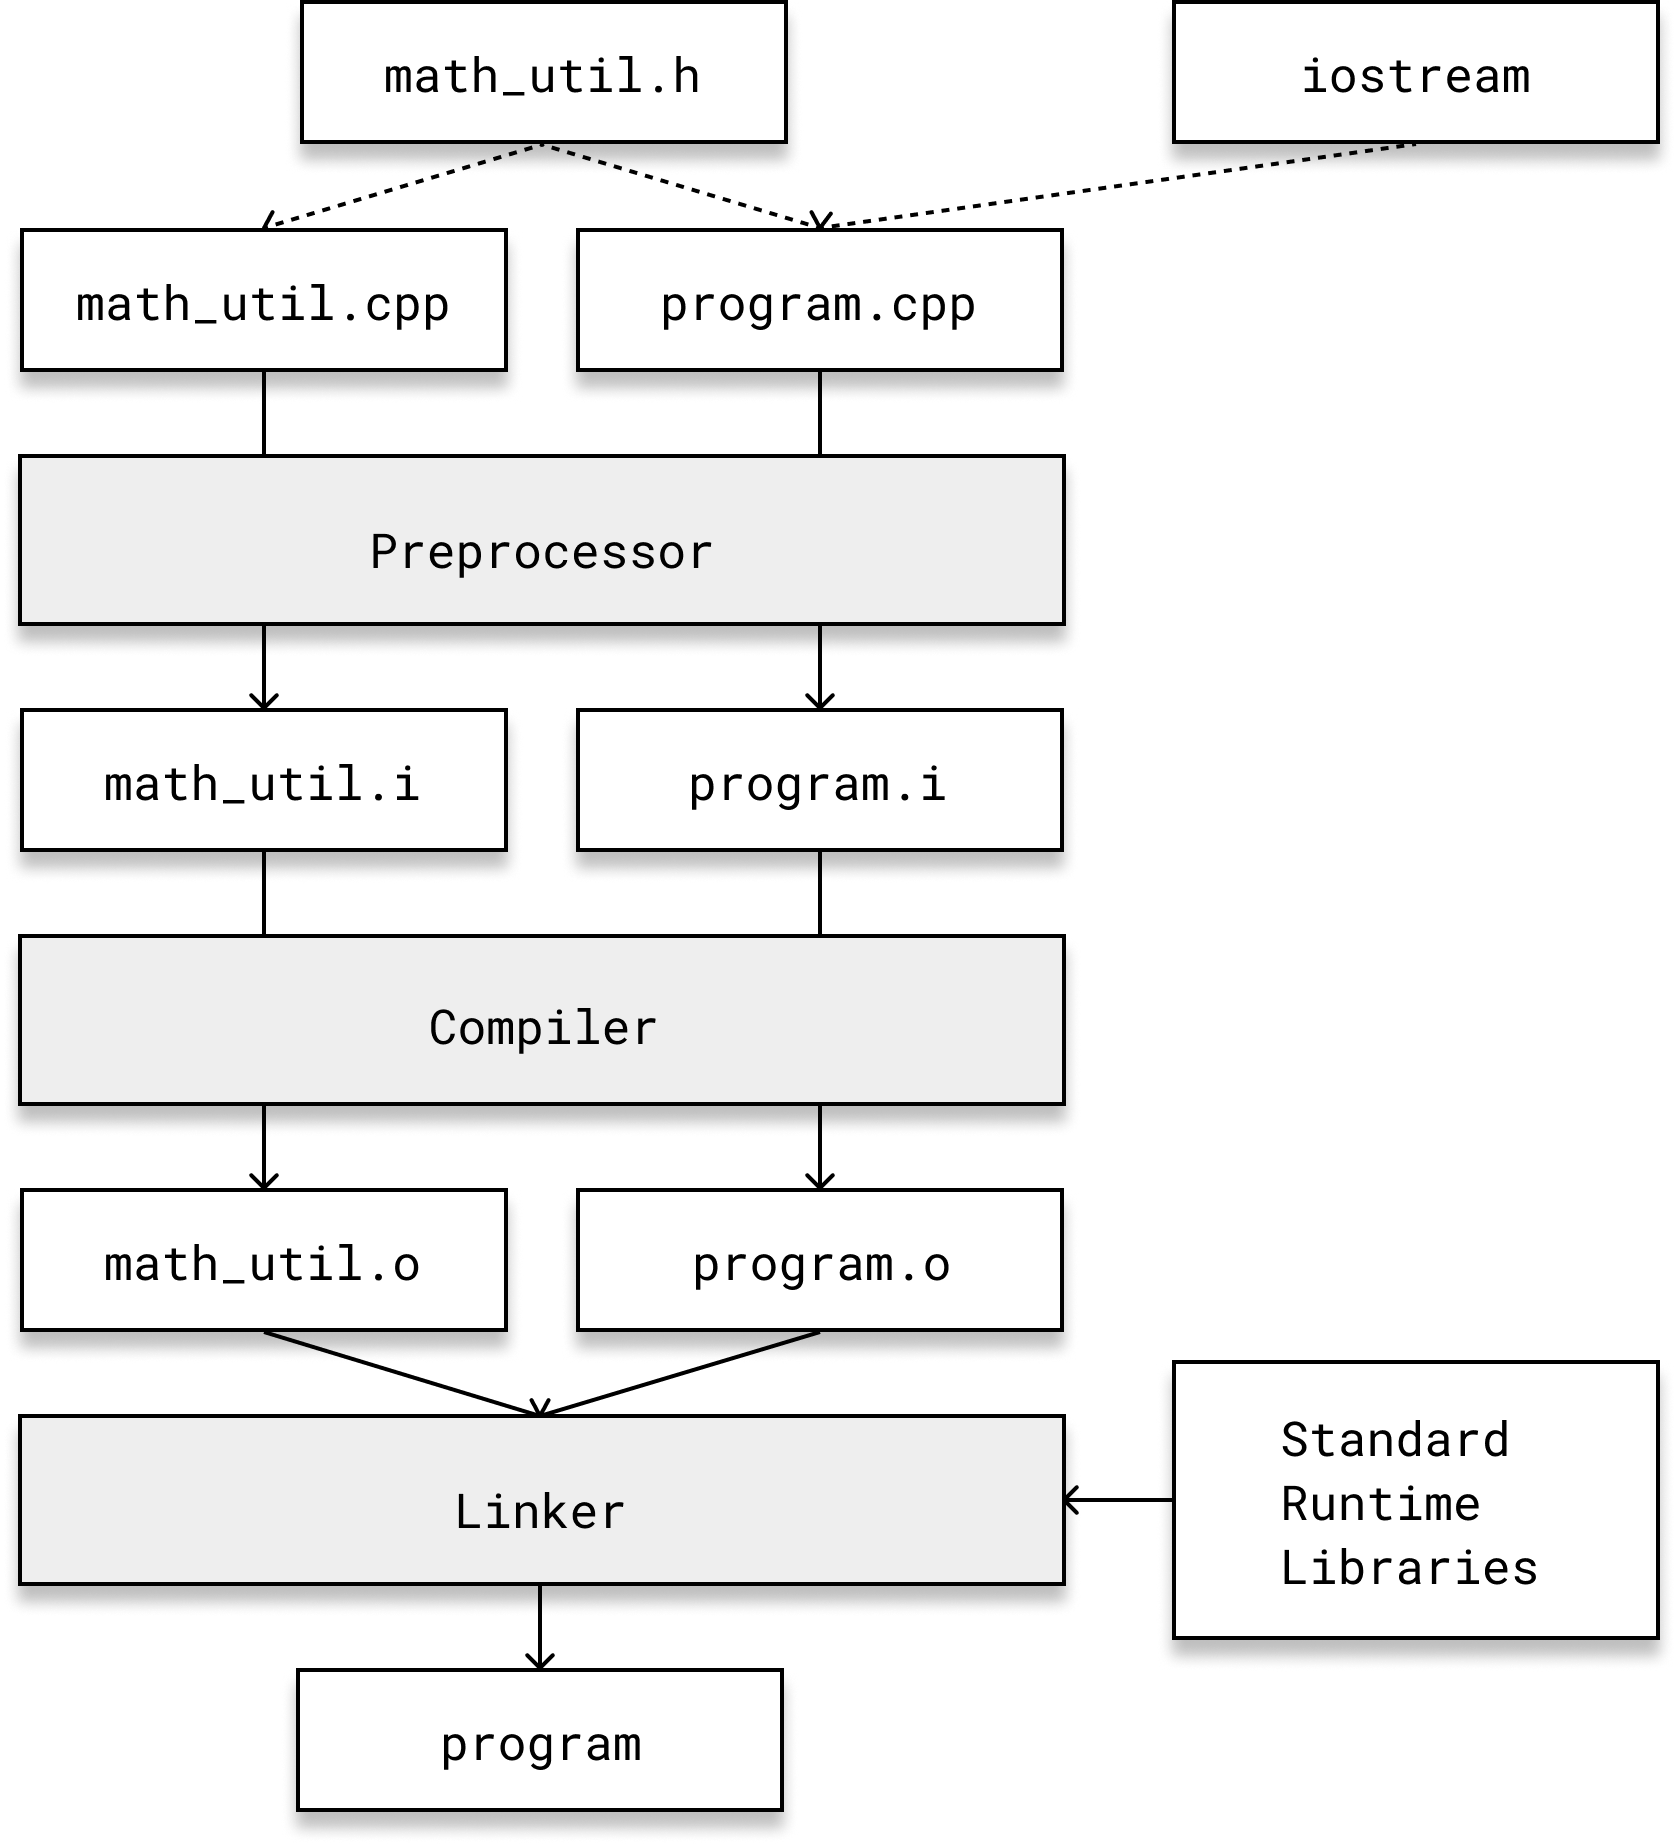 math_util.h
iostream
math_util.cpp
program.cpp
Preprocessor
math_util.i
program.i
Compiler
math_util.o
program.o
Linker
Standard
Runtime
Libraries
program